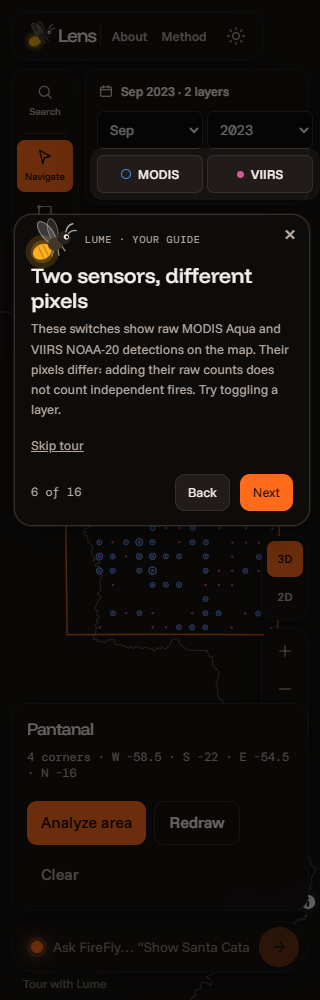 Lens
About
Method
Search
Sep 2023 · 2 layers
Sep
2023
Navigate
MODIS
VIIRS
LUME · YOUR GUIDE
×
Two sensors, different
pixels
These switches show raw MODIS Aqua and
VIIRS NOAA-20 detections on the map. Their
pixels differ: adding their raw counts does
not count independent fires. Try toggling a
layer.
Skip tour
6 of 16
Back
Next
3D
2D
+
−
Pantanal
4 corners · W -58.5 · S -22 · E -54.5
· N -16
Analyze area
Redraw
Clear
Ask FireFly… "Show Santa Cata
Tour with Lume